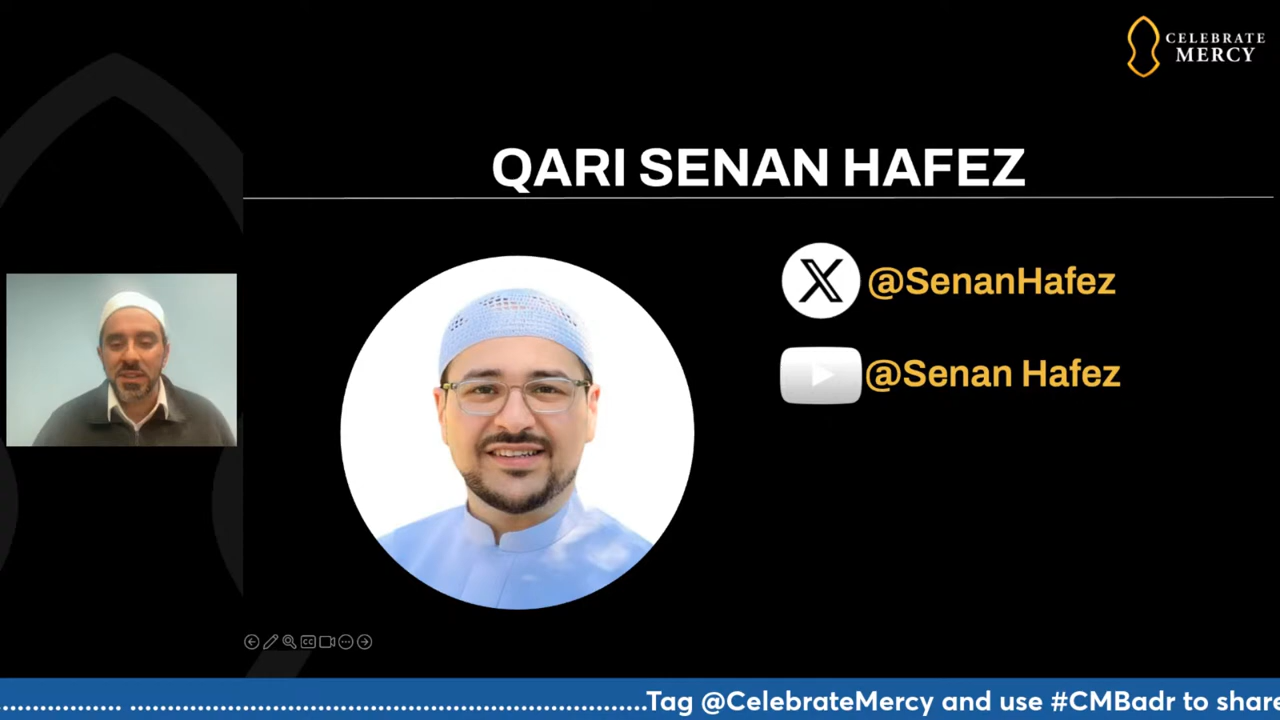 CELEBRATE
MERCY
QARI SENAN HAFEZ
@SenanHafez
@Senan Hafez
Tag @CelebrateMercy and use #CMBadr to share